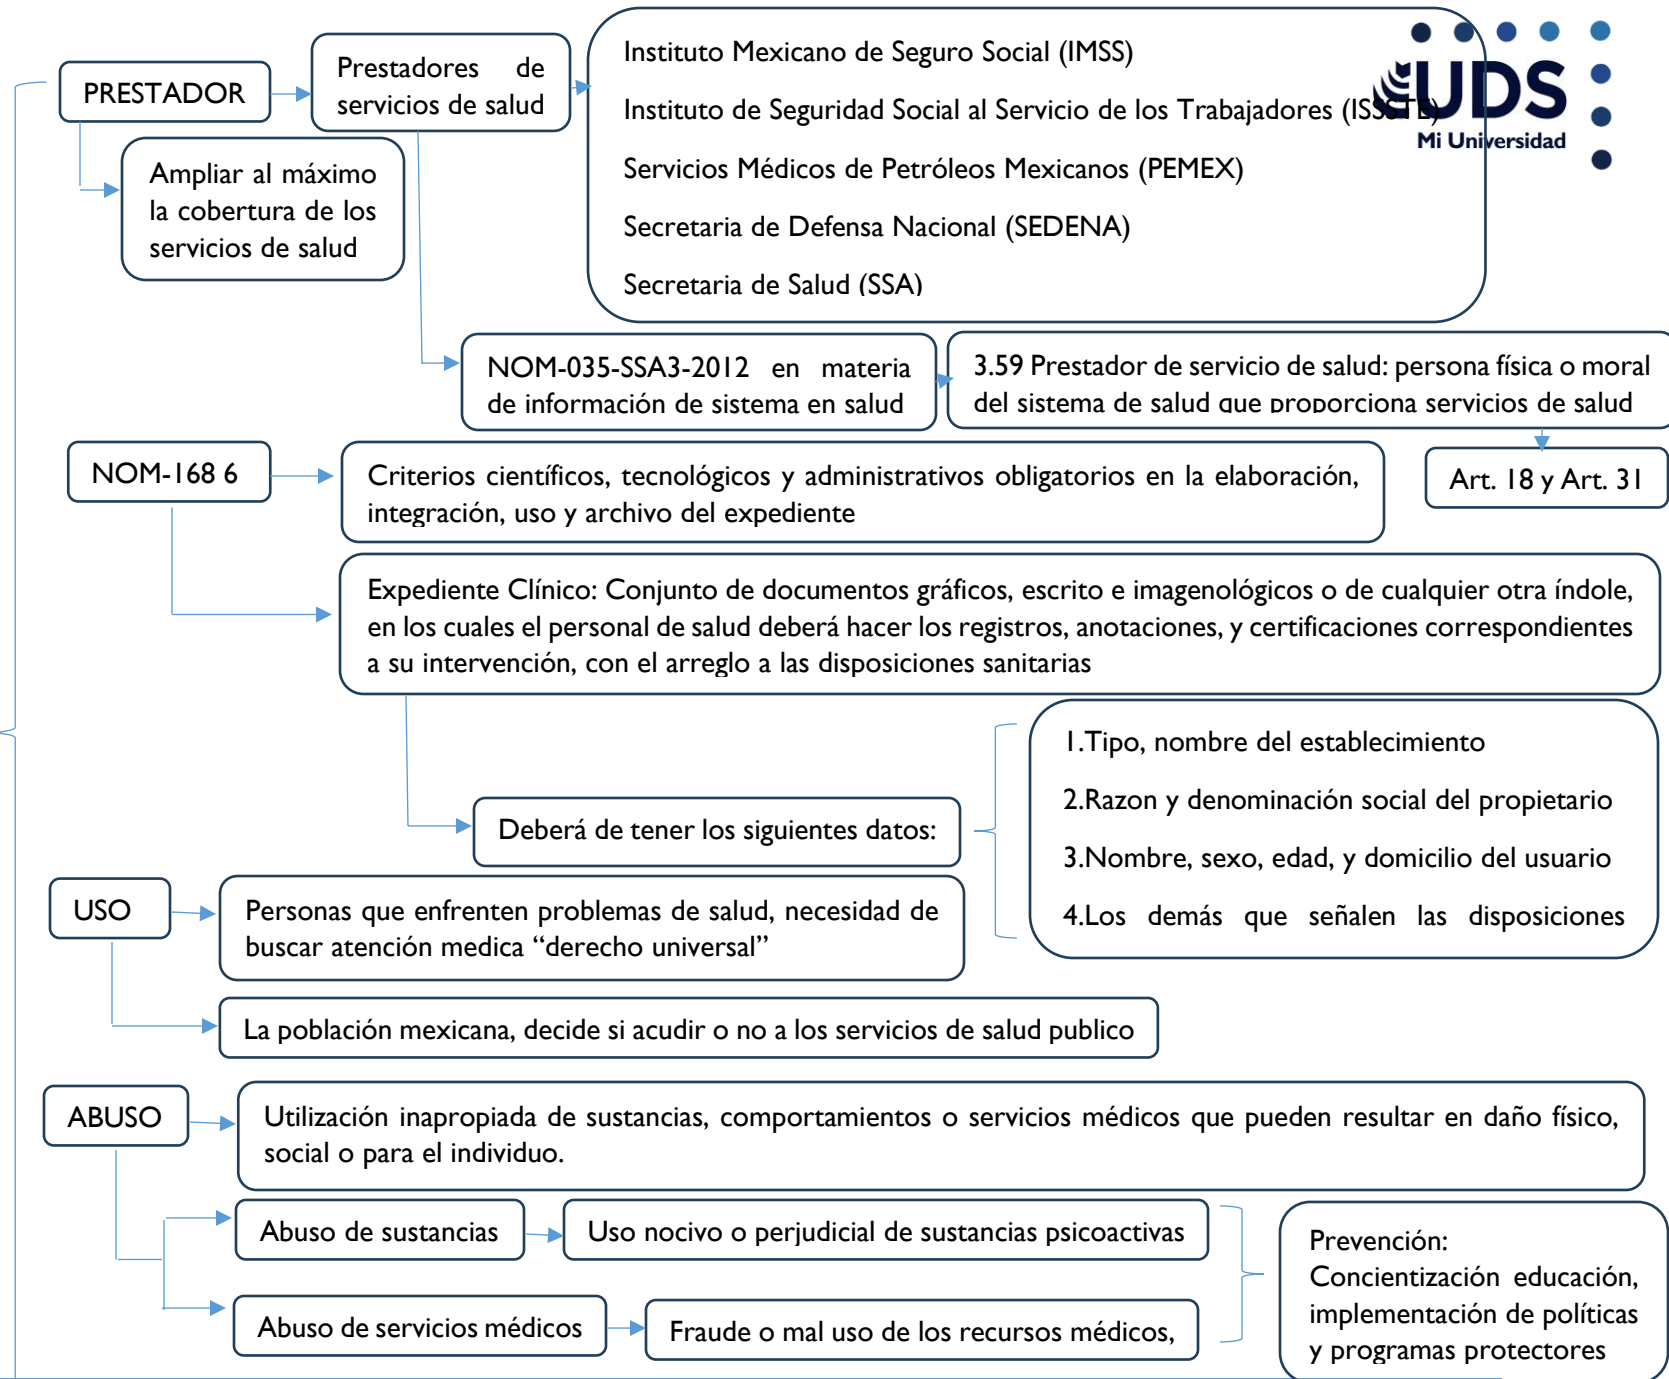 PRESTADOR
Prestadores de
servicios de salud
Instituto Mexicano de Seguro Social (IMSS)
Instituto de Seguridad Social al Servicio de los Trabajadores (ISSSTE)
Servicios Médicos de Petróleos Mexicanos (PEMEX)
Secretaria de Defensa Nacional (SEDENA)
Secretaria de Salud (SSA)
UDS
Mi Universidad
Ampliar al máximo
la cobertura de los
servicios de salud
NOM-035-SSA3-2012 en materia
de información de sistema en salud
3.59 Prestador de servicio de salud: persona física o moral
del sistema de salud que proporciona servicios de salud
Art. 18 y Art. 31
NOM-168 6
Criterios científicos, tecnológicos y administrativos obligatorios en la elaboración,
integración, uso y archivo del expediente
Expediente Clínico: Conjunto de documentos gráficos, escrito e imagenológicos o de cualquier otra índole,
en los cuales el personal de salud deberá hacer los registros, anotaciones, y certificaciones correspondientes
a su intervención, con el arreglo a las disposiciones sanitarias
Deberá de tener los siguientes datos:
1.Tipo, nombre del establecimiento
2.Razon y denominación social del propietario
3.Nombre, sexo, edad, y domicilio del usuario
4.Los demás que señalen las disposiciones
USO
Personas que enfrenten problemas de salud, necesidad de
buscar atención medica “derecho universal”
La población mexicana, decide si acudir o no a los servicios de salud publico
ABUSO
Utilización inapropiada de sustancias, comportamientos o servicios médicos que pueden resultar en daño físico,
social o para el individuo.
Abuso de sustancias
Uso nocivo o perjudicial de sustancias psicoactivas
Abuso de servicios médicos
Fraude o mal uso de los recursos médicos,
Prevención:
Concientización educación,
implementación de políticas
y programas protectores